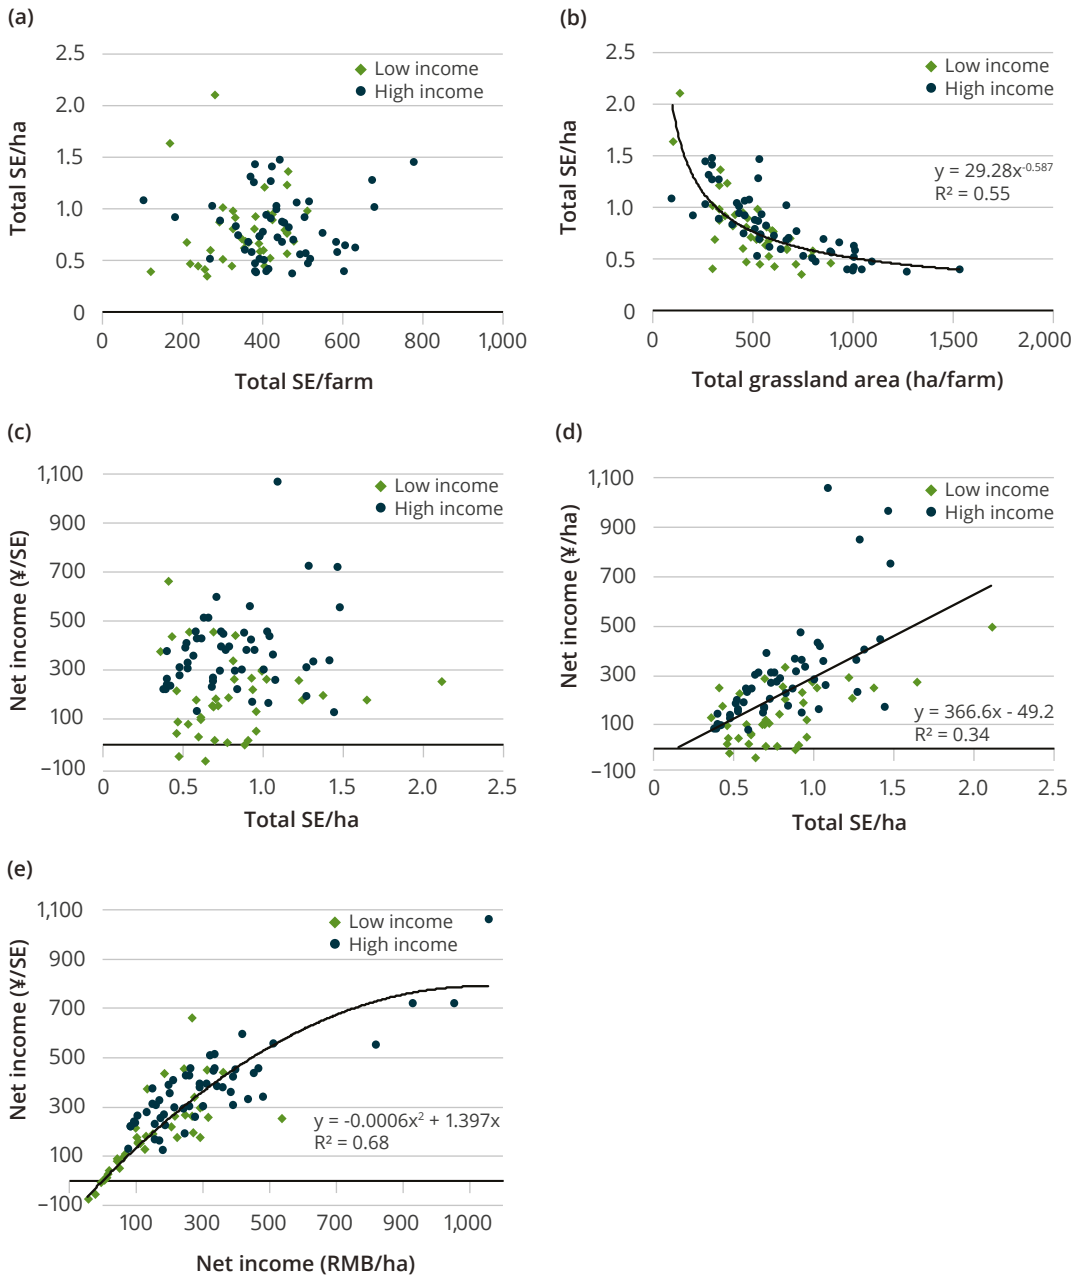 (a)
Total SE/ha
2.5
2.0
1.5
1.0
0.5
0
Low income
High income
0 200 400 600 800 1,000
Total SE/farm
(b)
Total SE/ha
2.5
2.0
1.5
1.0
0.5
0
Low income
High income
y = 29.28x-0.587
R² = 0.55
0 500 1,000 1,500 2,000
Total grassland area (ha/farm)
(c)
Net income (¥/SE)
1,100
900
700
500
300
100
–100
Low income
High income
0 0.5 1.0 1.5 2.0 2.5
Total SE/ha
(d)
Net income (¥/ha)
1,100
900
700
500
300
100
–100
Low income
High income
y = 366.6x - 49.2
R² = 0.34
0 0.5 1.0 1.5 2.0 2.5
Total SE/ha
(e)
Net income (¥/SE)
1,100
900
700
500
300
100
–100
Low income
High income
y = -0.0006x² + 1.397x
R² = 0.68
100 300 500 700 900 1,000
Net income (RMB/ha)